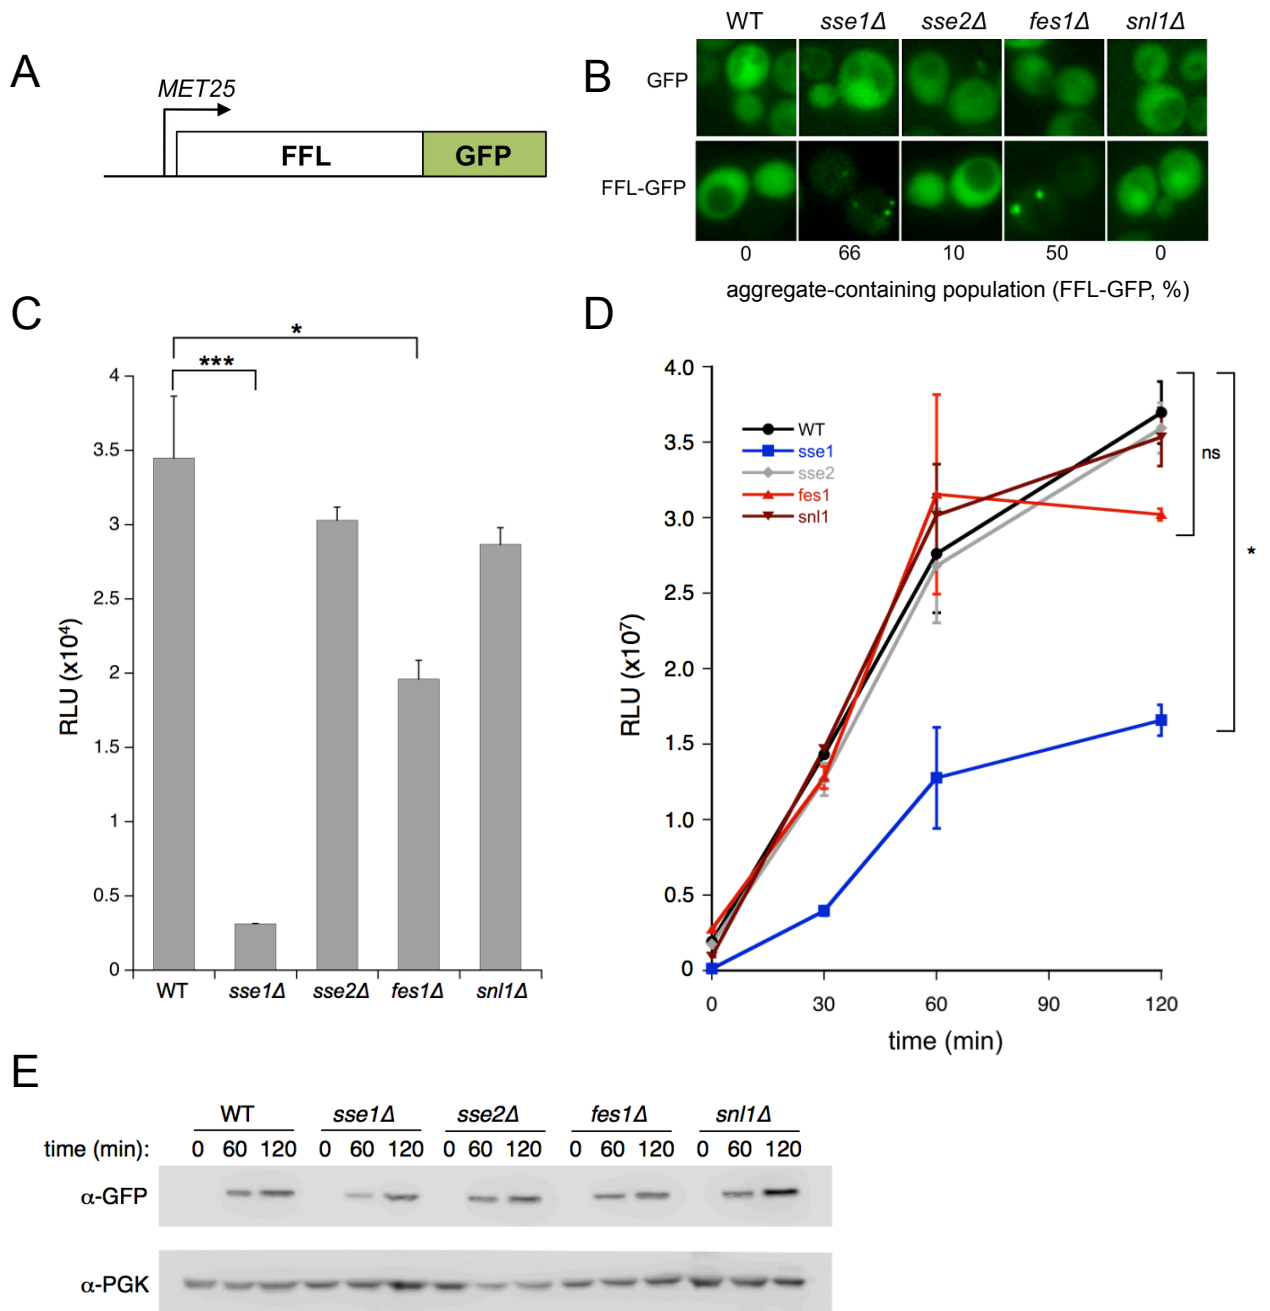 A
MET25
FFL GFP
B
WT sse1Δ sse2Δ fes1Δ snl1Δ
GFP
FFL-GFP
0 66 10 50 0
aggregate-containing population (FFL-GFP, %)
C
*
***
4
3.5
3
2.5
2
1.5
1
0.5
0
RLU (x10⁴)
WT sse1Δ sse2Δ fes1Δ snl1Δ
D
4.0
3.5
3.0
2.5
2.0
1.5
1.0
0.5
0
RLU (x10⁷)
WT
sse1
sse2
fes1
snl1
ns
*
0 30 60 90 120
time (min)
E
WT sse1Δ sse2Δ fes1Δ snl1Δ
time (min): 0 60 120 0 60 120 0 60 120 0 60 120 0 60 120
α-GFP
α-PGK